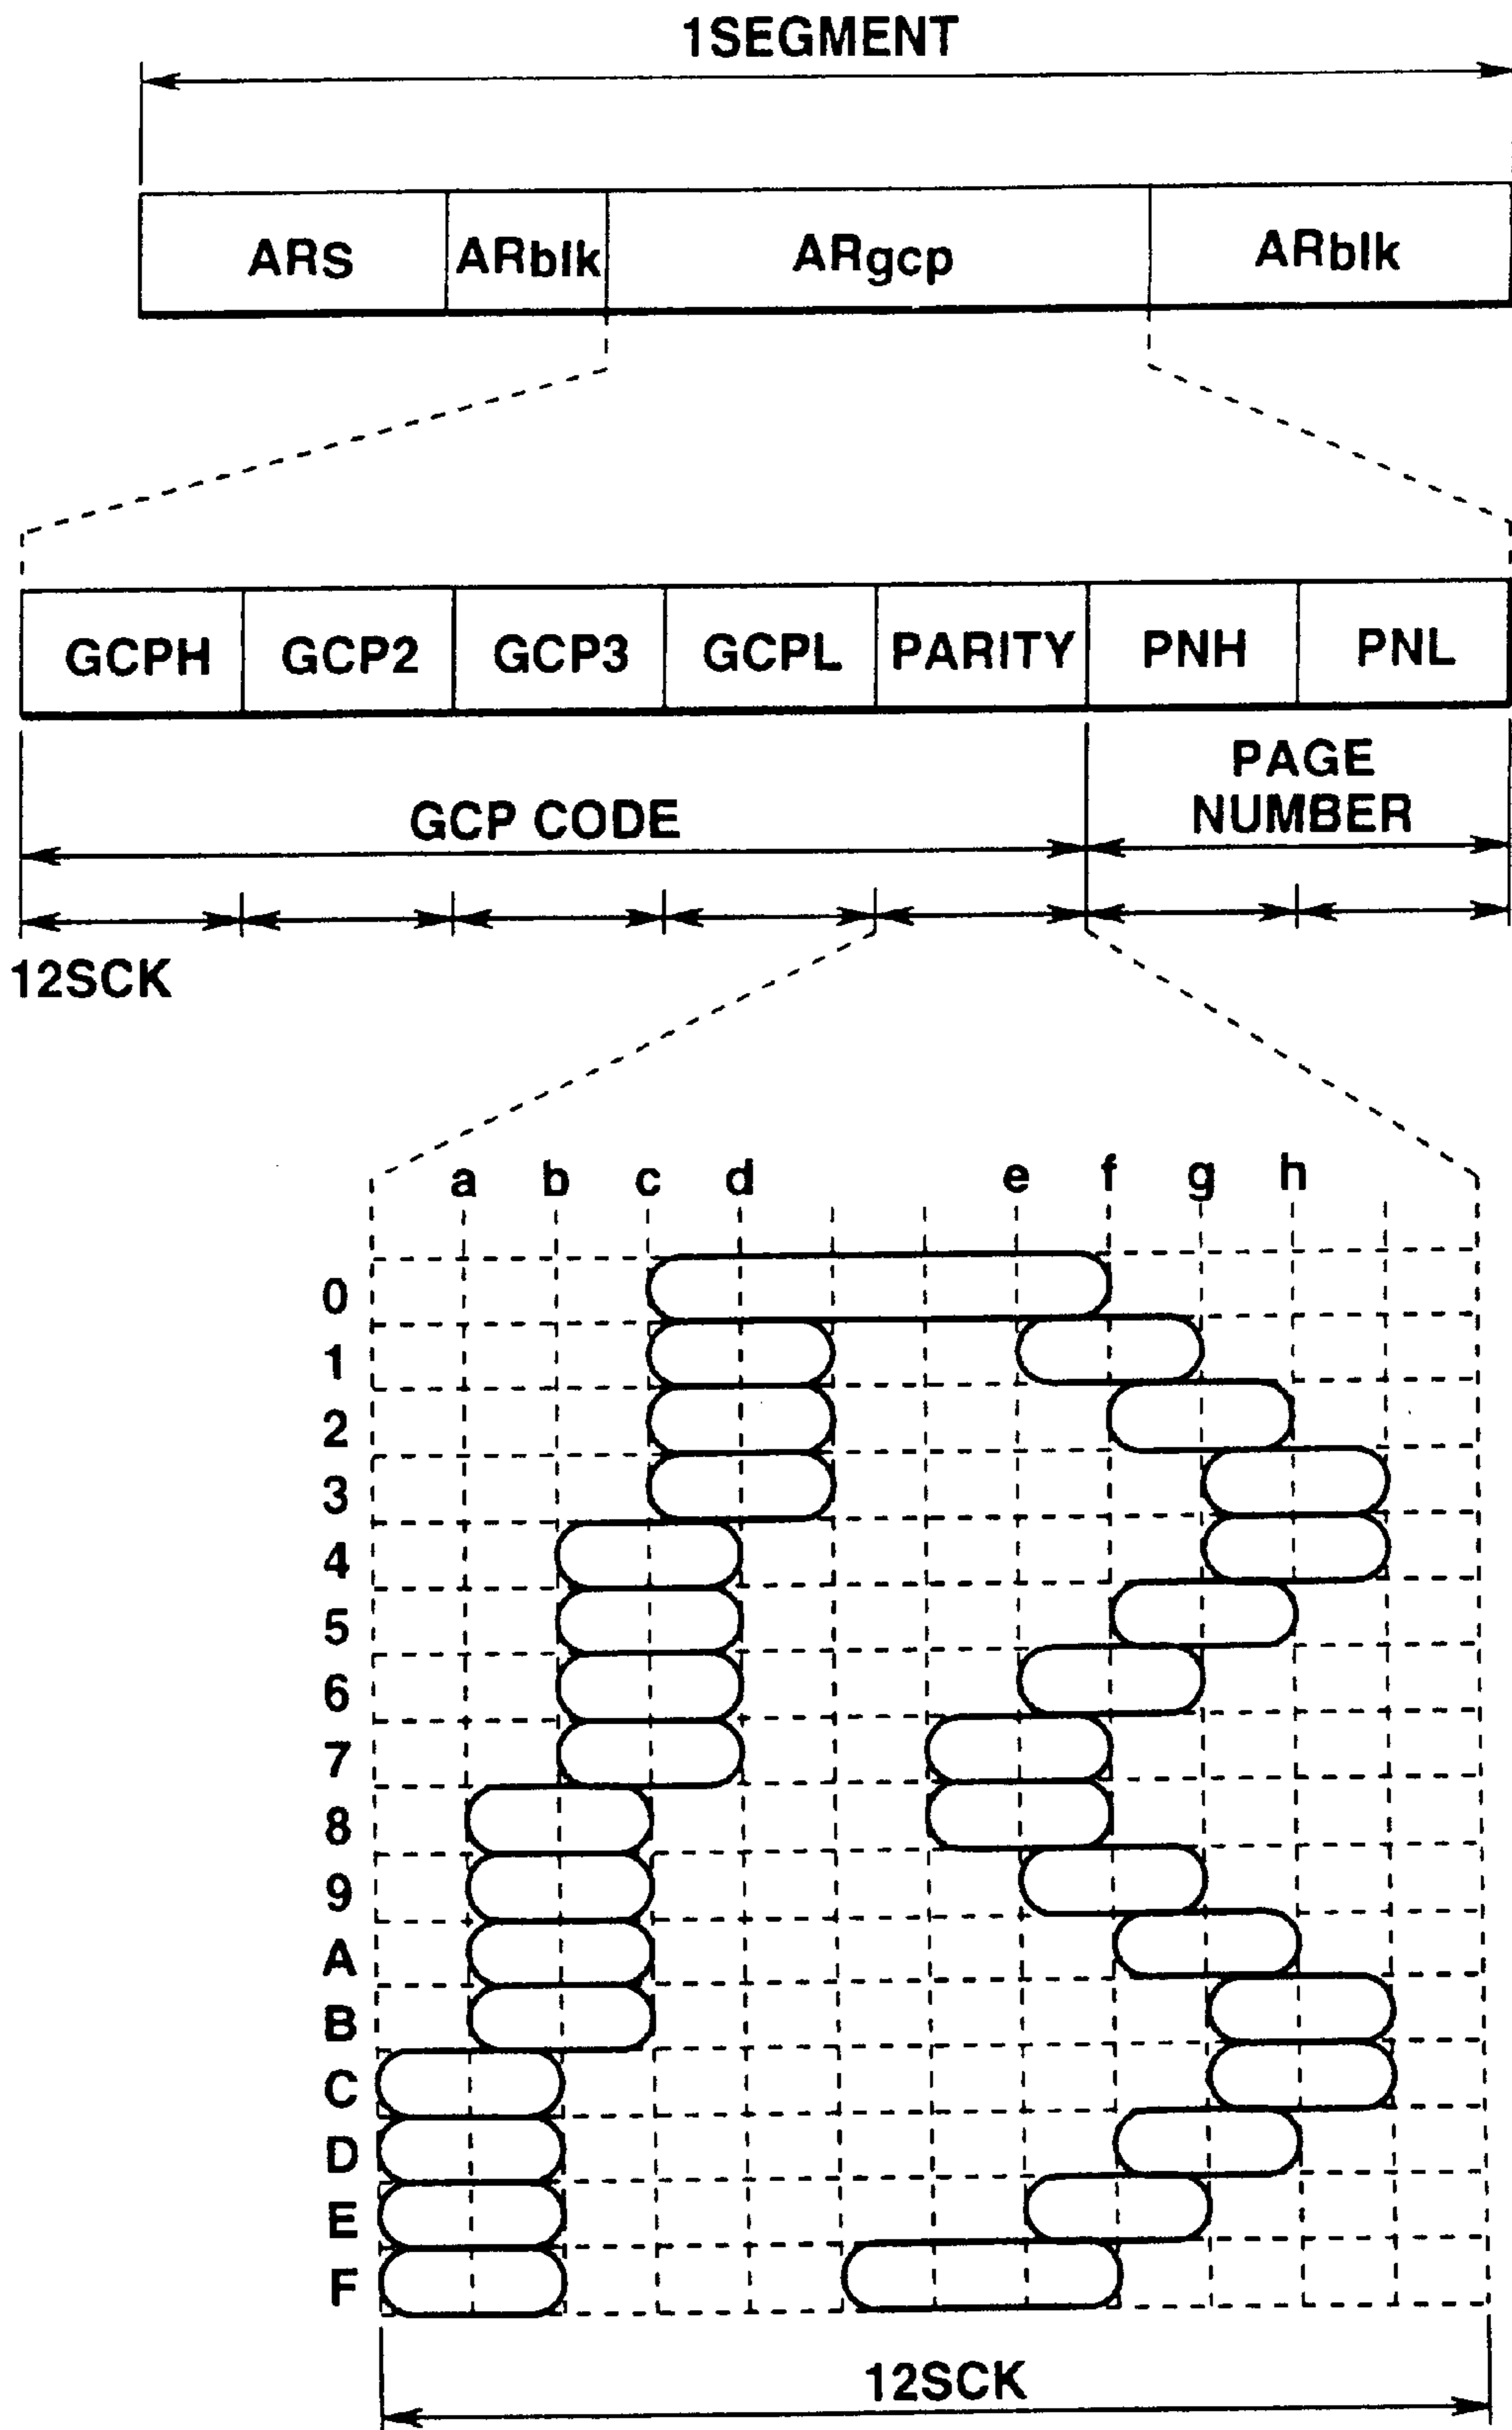 1SEGMENT
ARS ARblk ARgcp ARblk
GCPH GCP2 GCP3 GCPL PARITY PNH PNL
GCP CODE
PAGE
NUMBER
12SCK
a b c d e f g h
0
1
2
3
4
5
6
7
8
9
A
B
C
D
E
F
12SCK